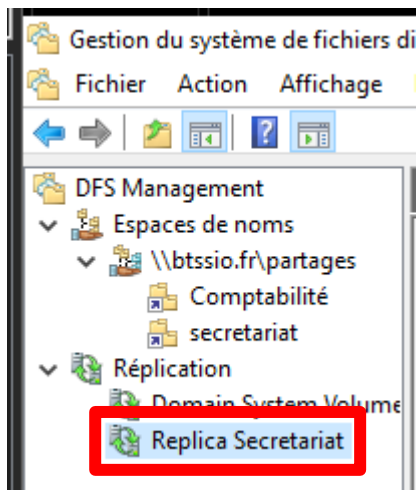 Gestion du système de fichiers di
Fichier Action Affichage
DFS Management
Espaces de noms
\\btssio.fr\partages
Comptabilité
secretariat
Réplication
Domain System Volume
Replica Secretariat